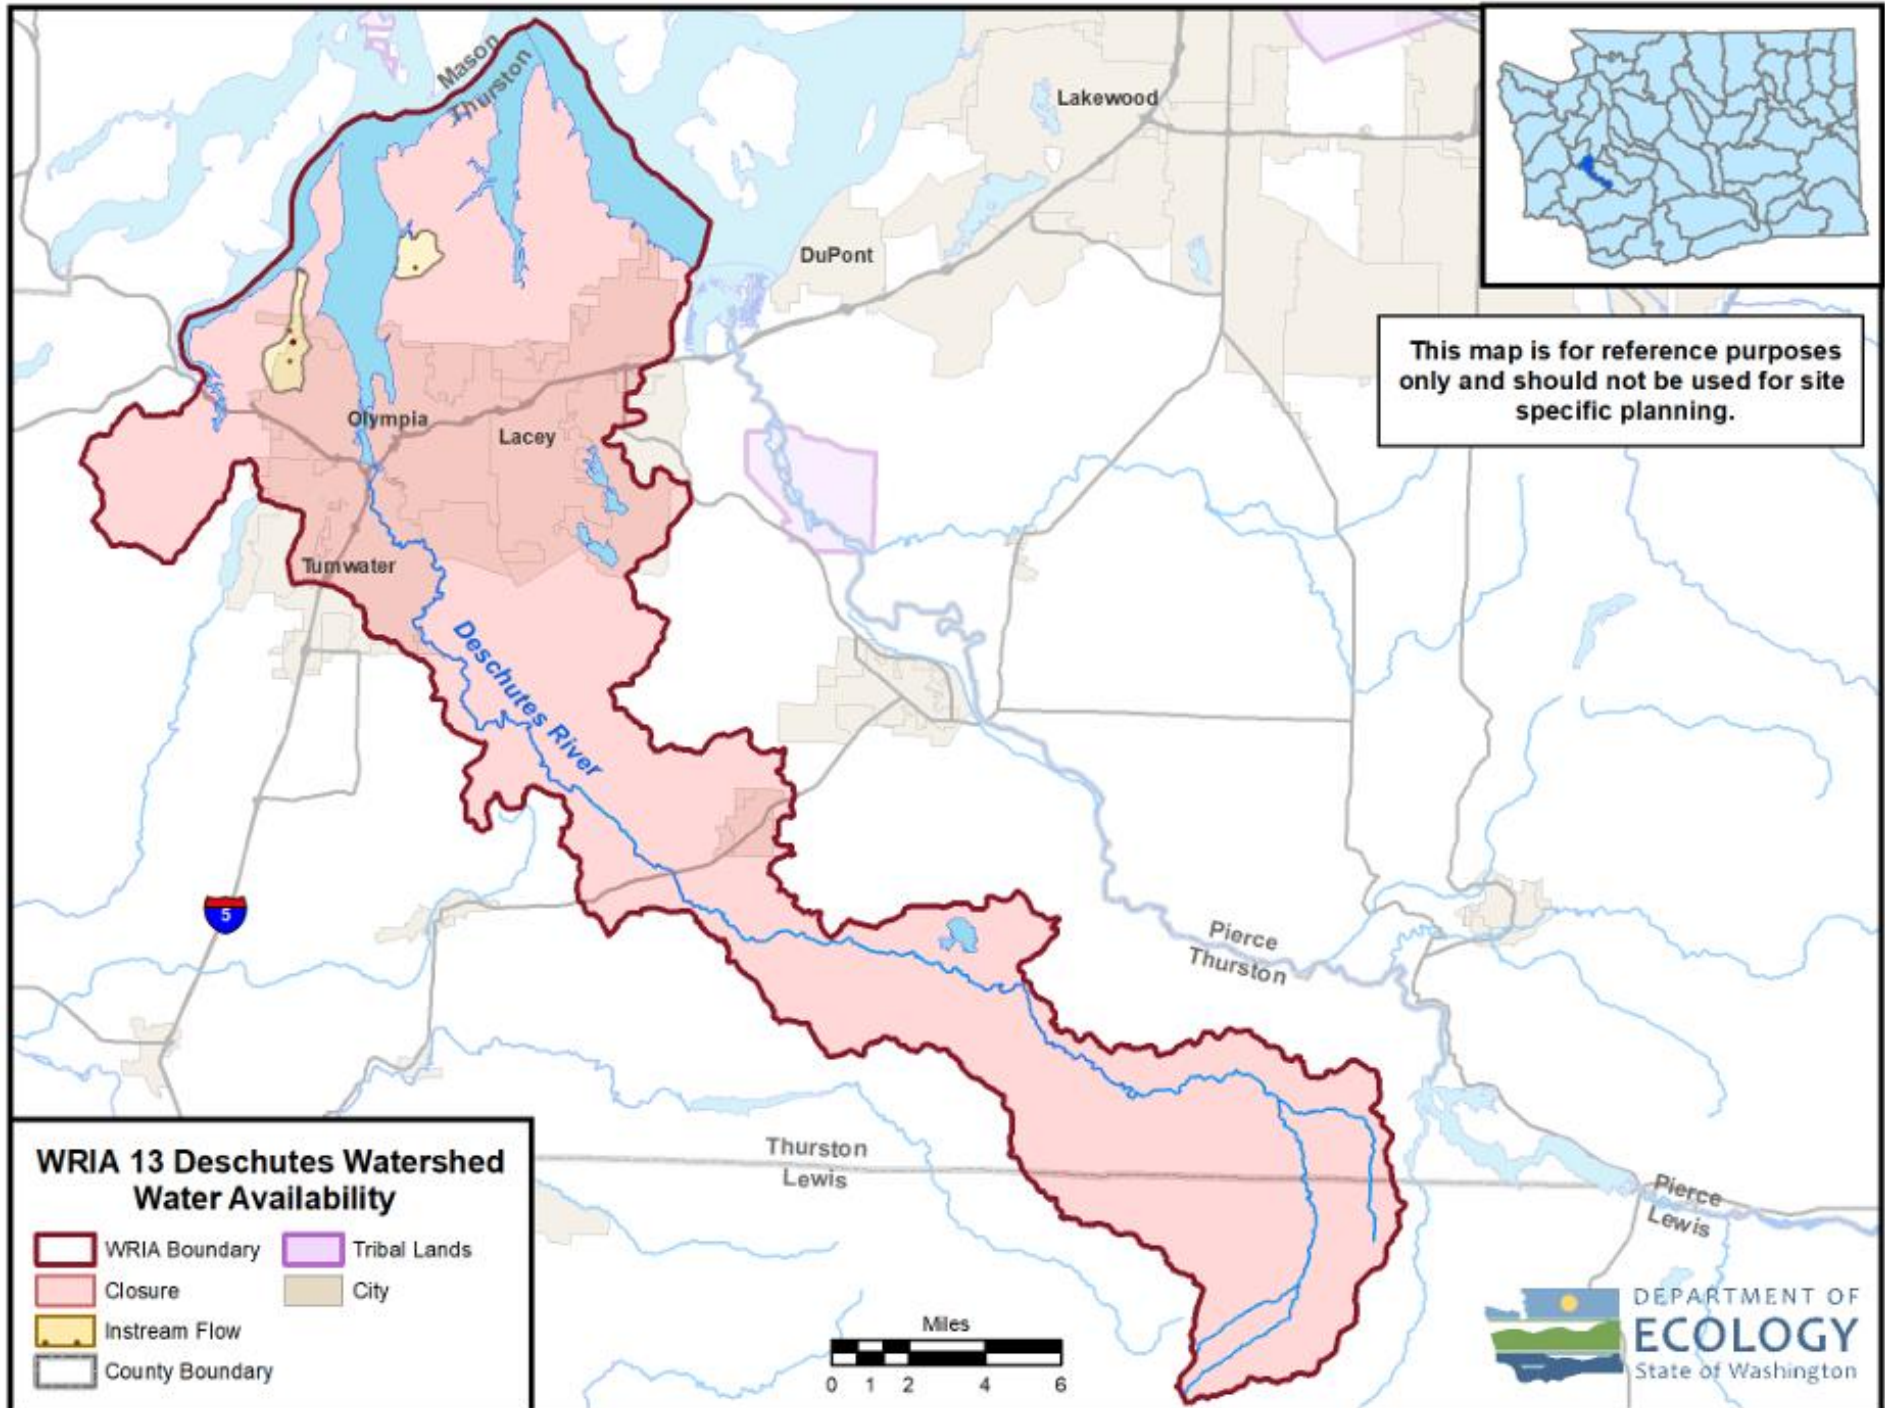 Mason
Thurston
Lakewood
DuPont
This map is for reference purposes
only and should not be used for site
specific planning.
Olympia
Lacey
Tumwater
Deschutes River
5
Pierce
Thurston
Thurston
Lewis
Pierce
Lewis
WRIA 13 Deschutes Watershed
Water Availability
WRIA Boundary
Tribal Lands
Closure
City
Instream Flow
County Boundary
Miles
0 1 2 4 6
DEPARTMENT OF
ECOLOGY
State of Washington